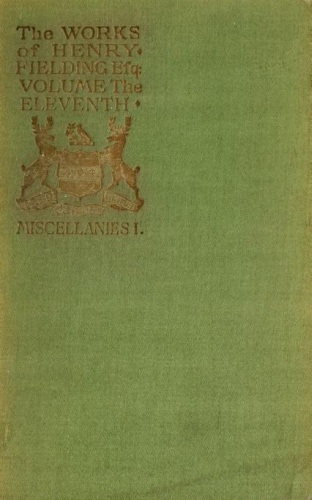 The WORKS
of HENRY
FIELDING Esq:
VOLUME The
ELEVENTH
MISCELLANIES I.